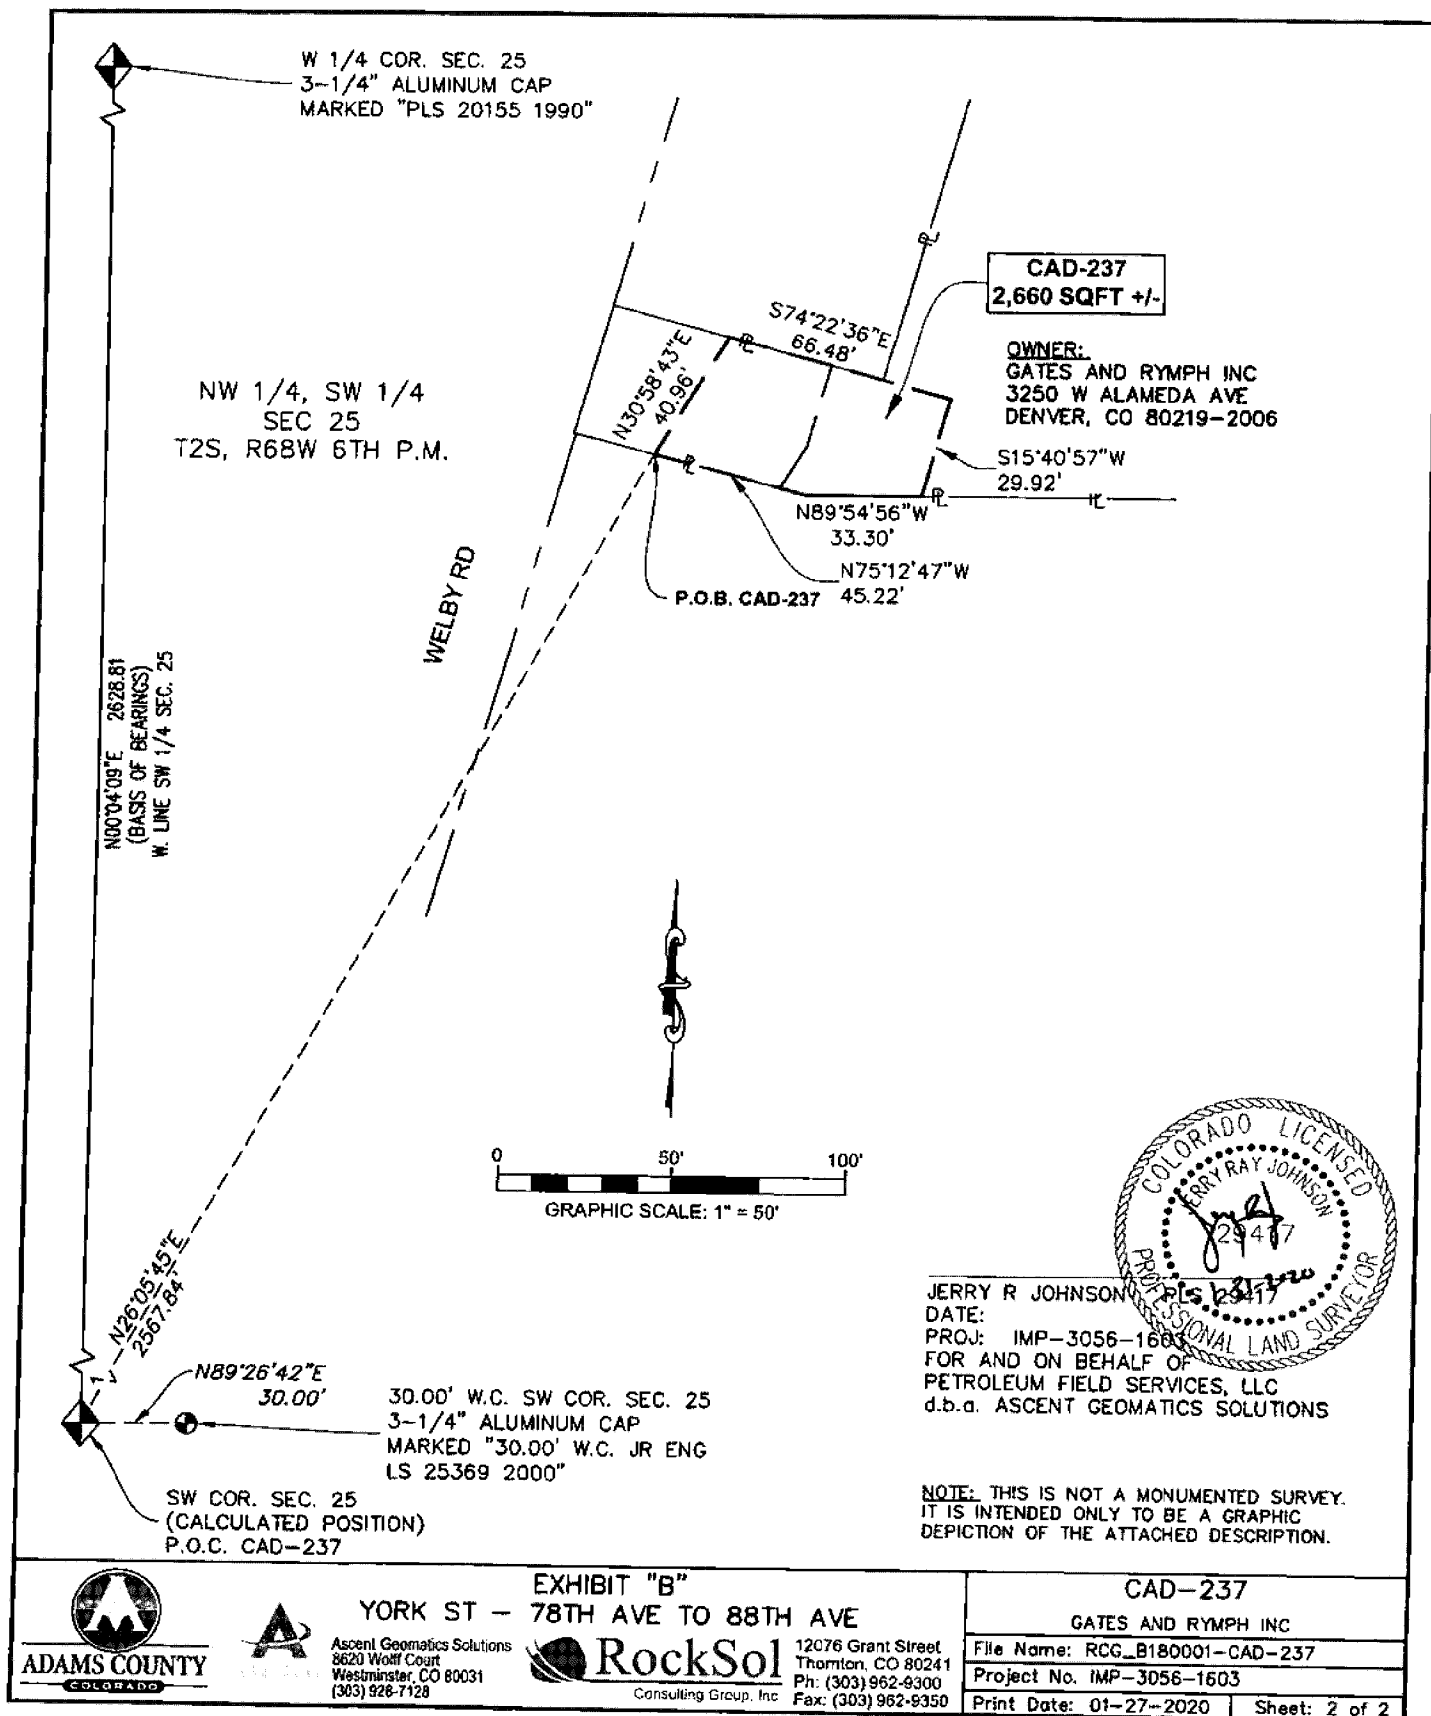 W 1/4 COR. SEC. 25
3-1/4" ALUMINUM CAP
MARKED "PLS 20155 1990"
CAD-237
2,660 SQFT +/-
S74°22'36"E
66.48'
N30°58'43"E
40.96'
OWNER:
GATES AND RYMPH INC
3250 W ALAMEDA AVE
DENVER, CO 80219-2006
NW 1/4, SW 1/4
SEC 25
T2S, R68W 6TH P.M.
S15°40'57"W
29.92'
N89°54'56"W
33.30'
N75°12'47"W
45.22'
P.O.B. CAD-237
WELBY RD
N00°04'09"E 2628.81
(BASIS OF BEARINGS)
W. LINE SW 1/4 SEC. 25
0 50' 100'
GRAPHIC SCALE: 1" = 50'
COLORADO LICENSED
JERRY RAY JOHNSON
29417
1-31-2020
PROFESSIONAL LAND SURVEYOR
JERRY R JOHNSON PLS 29417
DATE:
PROJ: IMP-3056-1603
FOR AND ON BEHALF OF
PETROLEUM FIELD SERVICES, LLC
d.b.a. ASCENT GEOMATICS SOLUTIONS
N26°05'45"E
2567.84'
N89°26'42"E
30.00'
30.00' W.C. SW COR. SEC. 25
3-1/4" ALUMINUM CAP
MARKED "30.00' W.C. JR ENG
LS 25369 2000"
SW COR. SEC. 25
(CALCULATED POSITION)
P.O.C. CAD-237
NOTE: THIS IS NOT A MONUMENTED SURVEY.
IT IS INTENDED ONLY TO BE A GRAPHIC
DEPICTION OF THE ATTACHED DESCRIPTION.
ADAMS COUNTY
COLORADO
EXHIBIT "B"
YORK ST - 78TH AVE TO 88TH AVE
Ascent Geomatics Solutions
8620 Wolff Court
Westminster, CO 80031
(303) 928-7128
RockSol
Consulting Group, Inc
12076 Grant Street
Thornton, CO 80241
Ph: (303) 962-9300
Fax: (303) 962-9350
CAD-237
GATES AND RYMPH INC
File Name: RCG_B180001-CAD-237
Project No. IMP-3056-1603
Print Date: 01-27-2020 Sheet: 2 of 2